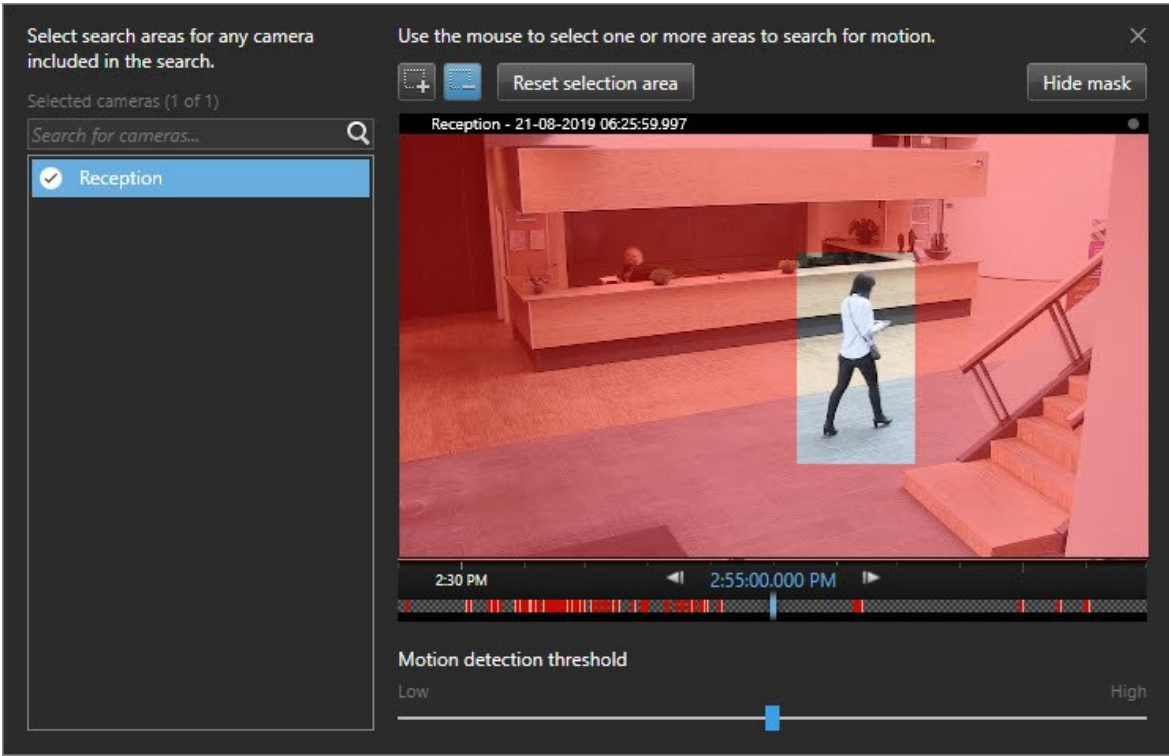 Select search areas for any camera
included in the search.
Selected cameras (1 of 1)
Search for cameras...
Reception
Use the mouse to select one or more areas to search for motion.
Reset selection area
Hide mask
Reception - 21-08-2019 06:25:59.997
2:30 PM
2:55:00.000 PM
Motion detection threshold
Low
High